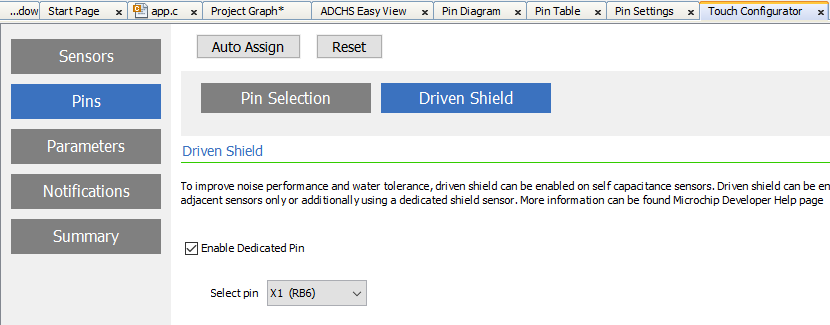 ...dow Start Page × app.c × Project Graph* × ADCHS Easy View × Pin Diagram × Pin Table × Pin Settings × Touch Configurator ×
Auto Assign Reset
Sensors
Pins
Parameters
Notifications
Summary
Pin Selection Driven Shield
Driven Shield
To improve noise performance and water tolerance, driven shield can be enabled on self capacitance sensors. Driven shield can be en
adjacent sensors only or additionally using a dedicated shield sensor. More information can be found Microchip Developer Help page
Enable Dedicated Pin
Select pin X1 (RB6)